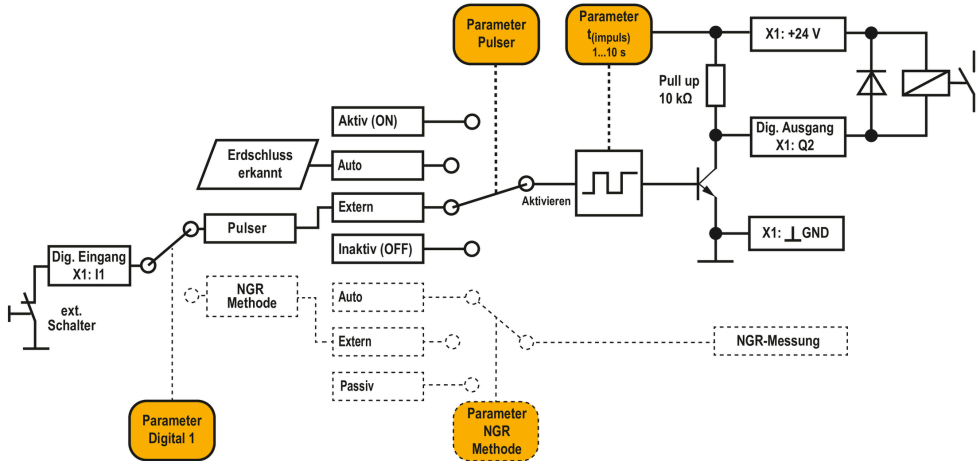 Parameter
Pulser
Parameter
t(impuls)
1...10 s
X1: +24 V
Pull up
10 kΩ
Aktiv (ON)
Dig. Ausgang
X1: Q2
Erdschluss
erkannt
Auto
Extern
Aktivieren
Pulser
Inaktiv (OFF)
X1: ⊥ GND
Dig. Eingang
X1: I1
ext.
Schalter
NGR
Methode
Auto
Extern
NGR-Messung
Passiv
Parameter
Digital 1
Parameter
NGR
Methode